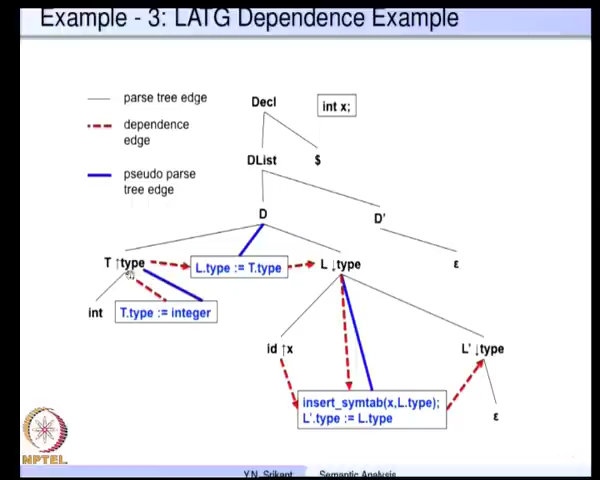 Example - 3: LATG Dependence Example
parse tree edge
dependence
edge
pseudo parse
tree edge
Decl
int x;
DList
$
D
D'
T ↑type
L.type := T.type
L ↓type
ε
int
T.type := integer
id ↑x
L' ↓type
insert_symtab(x,L.type);
L'.type := L.type
ε
NPTEL
Y.N. Srikant
Semantic Analysis